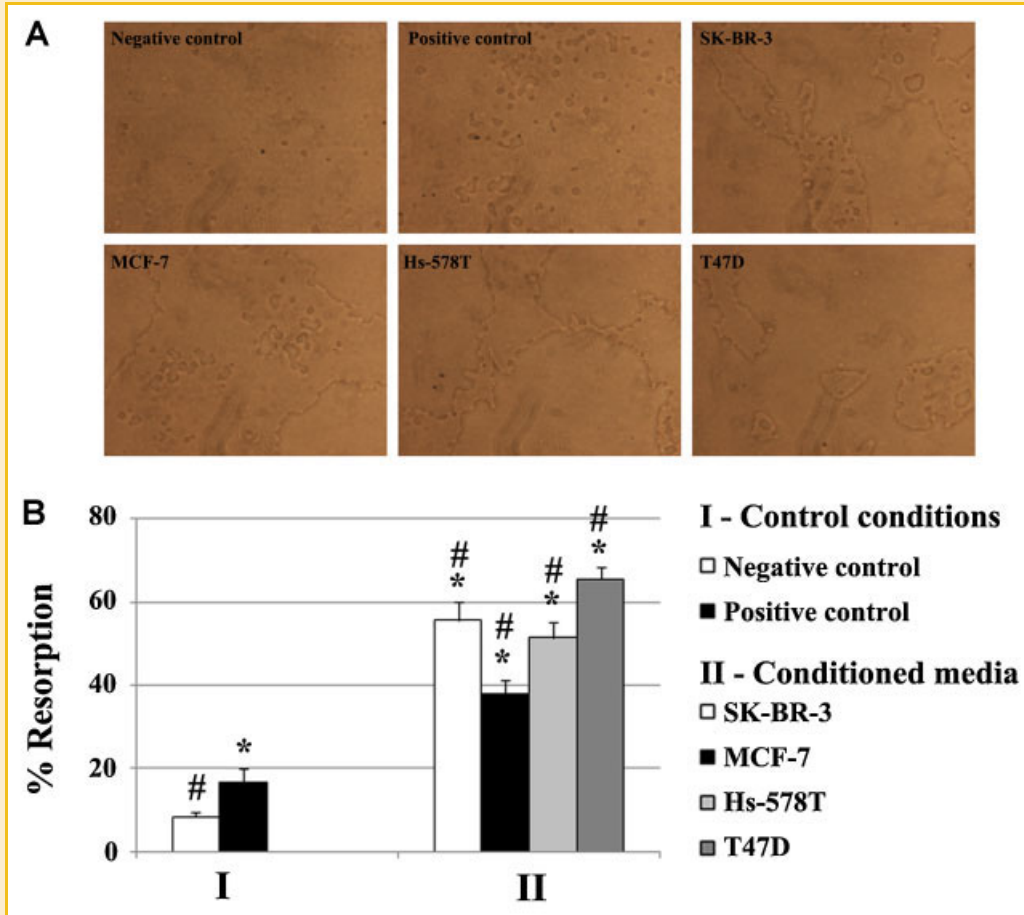 A
Negative control
Positive control
SK-BR-3
MCF-7
Hs-578T
T47D
B
% Resorption
80
60
40
20
0
#
*
#
*
#
*
#
*
#
*
I
II
I - Control conditions
Negative control
Positive control
II - Conditioned media
SK-BR-3
MCF-7
Hs-578T
T47D